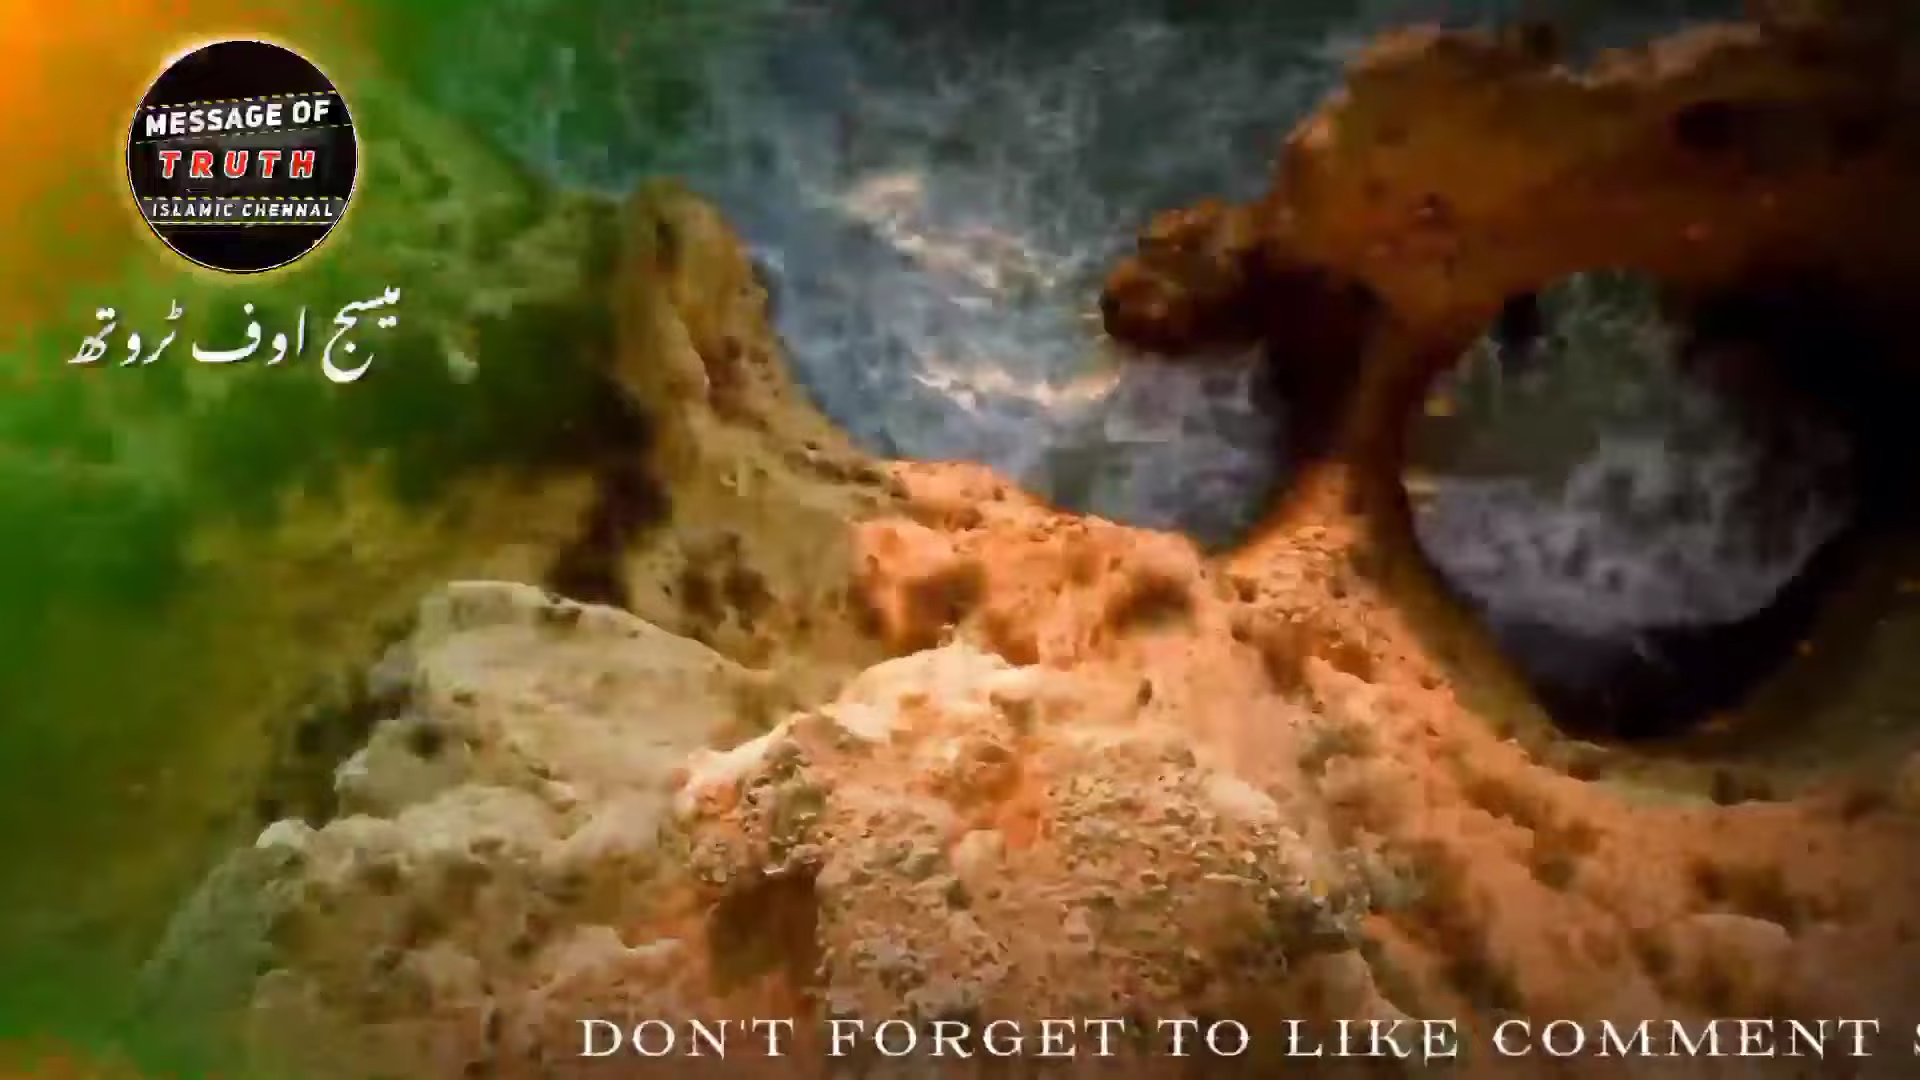 MESSAGE OF
TRUTH
ISLAMIC CHENNAL
میسج اوف ٹروتھ
DON'T FORGET TO LIKE COMMENT